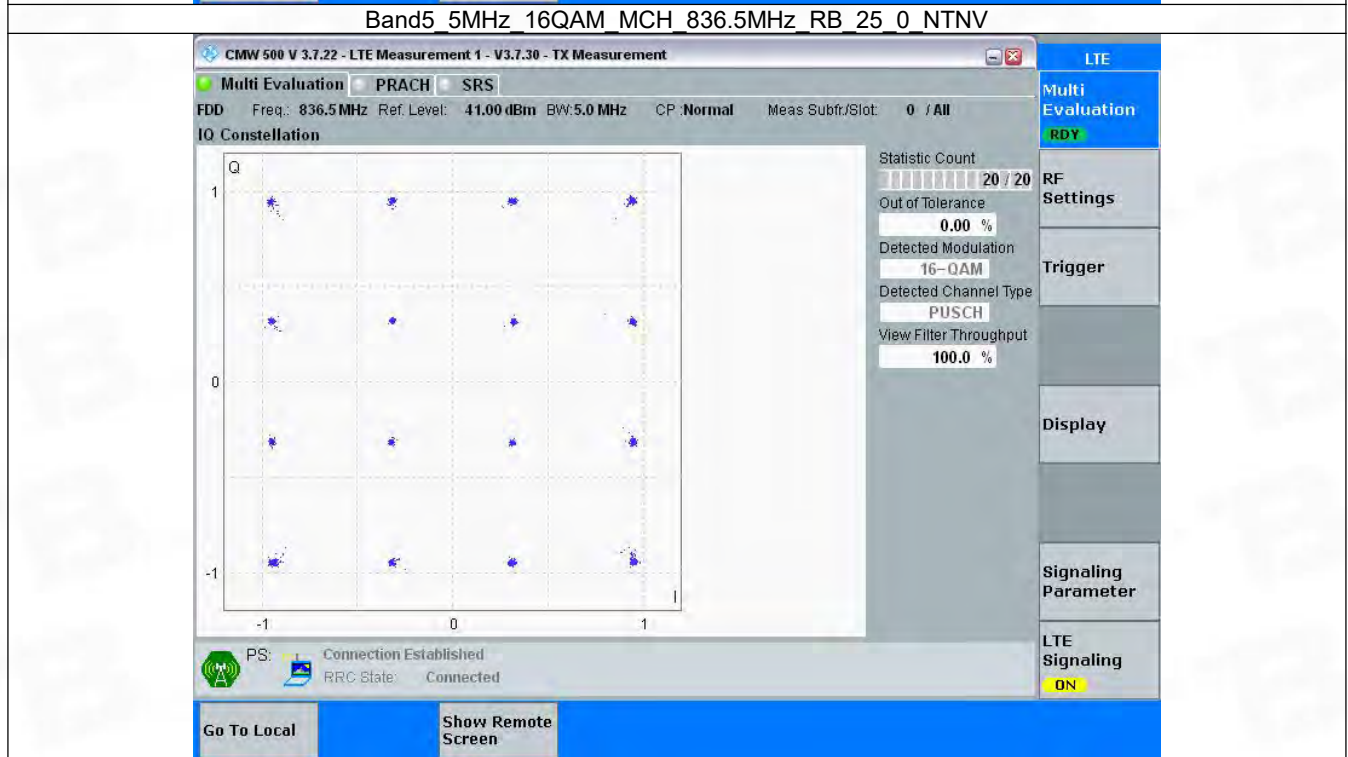 Band5_5MHz_16QAM_MCH_836.5MHz_RB_25_0_NTNV
CMW 500 V 3.7.22 - LTE Measurement 1 - V3.7.30 - TX Measurement
LTE
Multi Evaluation PRACH SRS
Multi
Evaluation
RDY
FDD Freq.: 836.5 MHz Ref. Level: 41.00 dBm BW: 5.0 MHz CP :Normal Meas Subfr./Slot: 0 / All
IQ Constellation
Q
1
0
-1
I
-1 0 1
Statistic Count
20 / 20
Out of Tolerance
0.00 %
Detected Modulation
16-QAM
Detected Channel Type
PUSCH
View Filter Throughput
100.0 %
RF
Settings
Trigger
Display
Signaling
Parameter
LTE
Signaling
ON
PS: Connection Established
RRC State: Connected
Go To Local
Show Remote
Screen